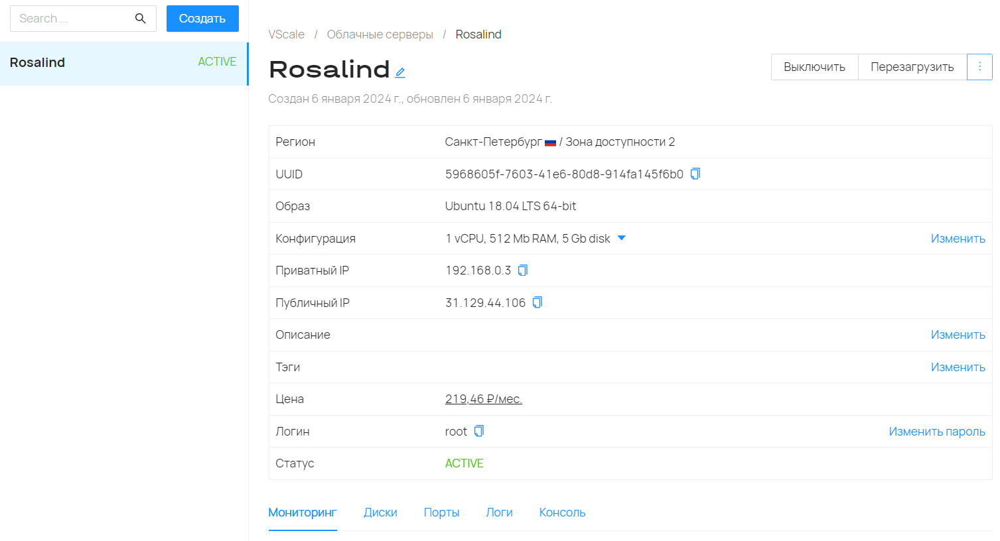 Search ...
Создать
Rosalind ACTIVE
VScale / Облачные серверы / Rosalind
Rosalind
Выключить Перезагрузить
Создан 6 января 2024 г., обновлен 6 января 2024 г.
Регион Санкт-Петербург / Зона доступности 2
UUID 5968605f-7603-41e6-80d8-914fa145f6b0
Образ Ubuntu 18.04 LTS 64-bit
Конфигурация 1 vCPU, 512 Mb RAM, 5 Gb disk Изменить
Приватный IP 192.168.0.3
Публичный IP 31.129.44.106
Описание Изменить
Тэги Изменить
Цена 219,46 ₽/мес.
Логин root Изменить пароль
Статус ACTIVE
Мониторинг Диски Порты Логи Консоль